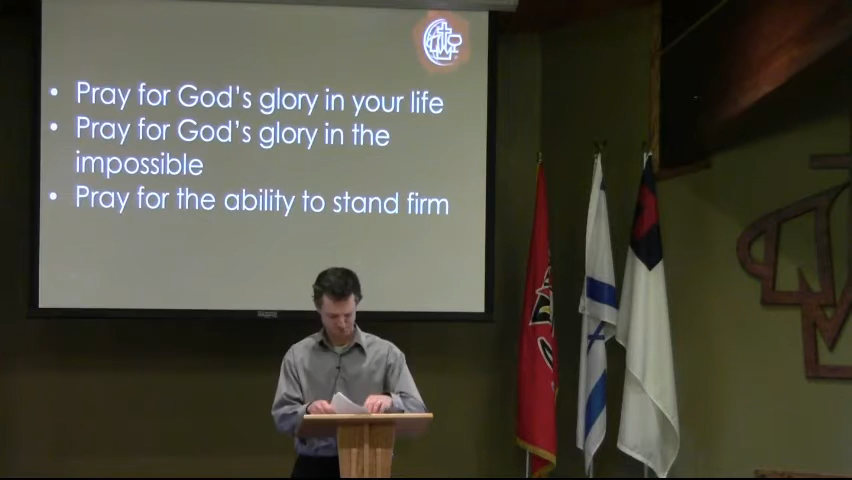 • Pray for God's glory in your life
• Pray for God's glory in the
impossible
• Pray for the ability to stand firm